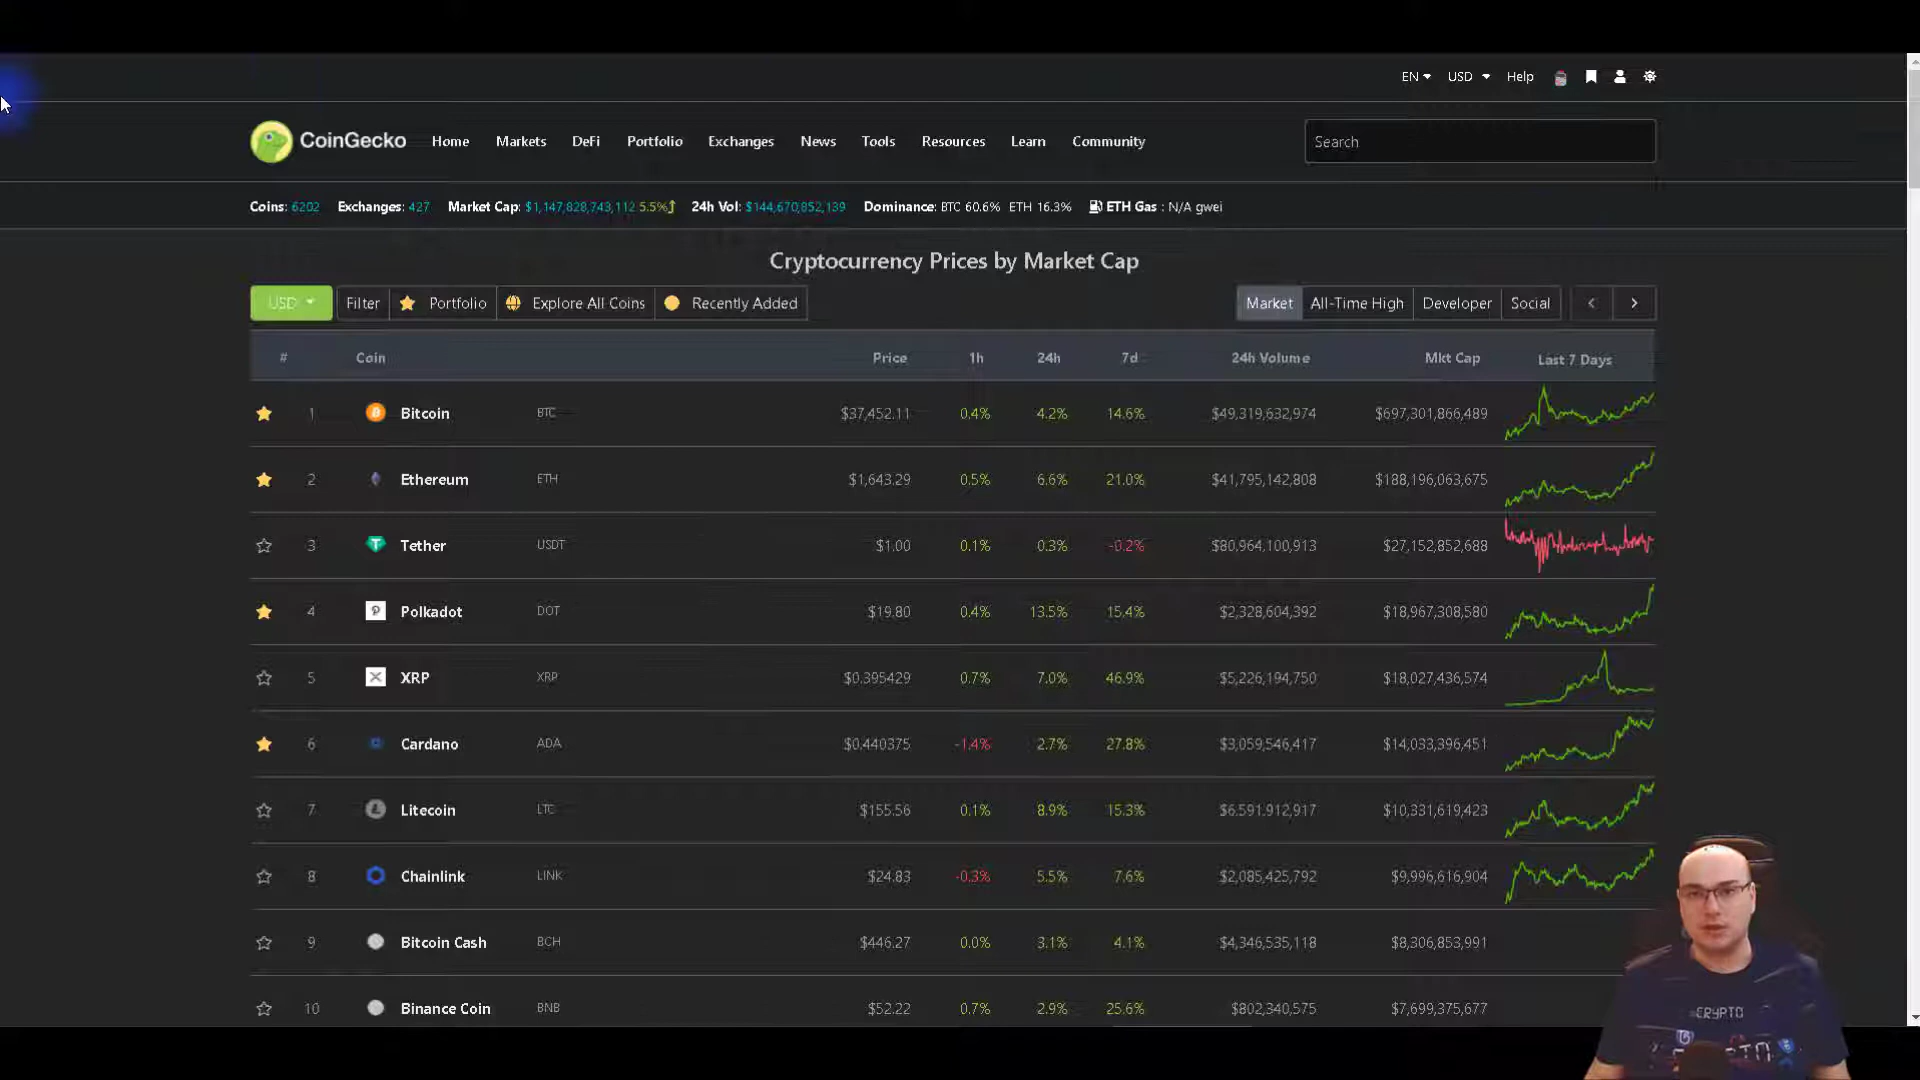 EN USD Help
CoinGecko Home Markets DeFi Portfolio Exchanges News Tools Resources Learn Community Search
Coins: 6202 Exchanges: 427 Market Cap: $1,147,828,743,112 5.5% 24h Vol: $144,670,852,139 Dominance: BTC 60.6% ETH 16.3% ETH Gas : N/A gwei
Cryptocurrency Prices by Market Cap
USD Filter Portfolio Explore All Coins Recently Added Market All-Time High Developer Social
# Coin Price 1h 24h 7d 24h Volume Mkt Cap Last 7 Days
1 Bitcoin BTC $37,452.11 0.4% 4.2% 14.6% $49,319,632,974 $697,301,866,489
2 Ethereum ETH $1,643.29 0.5% 6.6% 21.0% $41,795,142,808 $188,196,063,675
3 Tether USDT $1.00 0.1% 0.3% -0.2% $80,964,100,913 $27,152,852,688
4 Polkadot DOT $19.80 0.4% 13.5% 15.4% $2,328,604,392 $18,967,308,580
5 XRP XRP $0.395429 0.7% 7.0% 46.9% $5,226,194,750 $18,027,436,574
6 Cardano ADA $0.440375 -1.4% 2.7% 27.8% $3,059,546,417 $14,033,396,451
7 Litecoin LTC $155.56 0.1% 8.9% 15.3% $6,591,912,917 $10,331,619,423
8 Chainlink LINK $24.83 -0.3% 5.5% 7.6% $2,085,425,792 $9,996,616,904
9 Bitcoin Cash BCH $446.27 0.0% 3.1% 4.1% $4,346,535,118 $8,306,853,991
10 Binance Coin BNB $52.22 0.7% 2.9% 25.6% $802,340,575 $7,699,375,677
CRYPTO